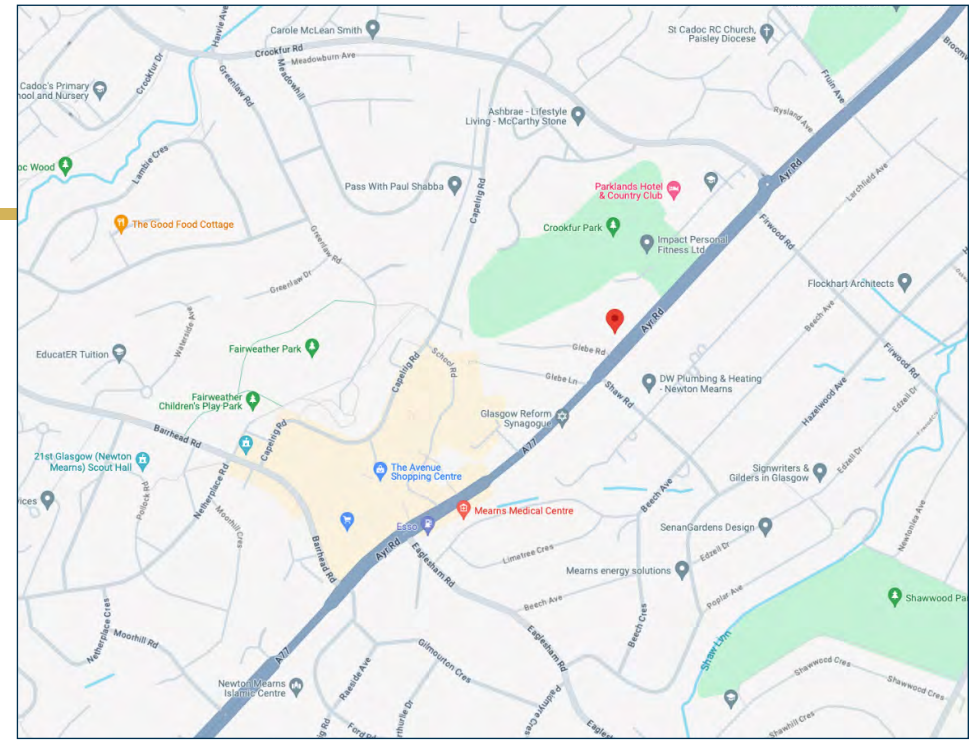 Carole McLean Smith
Harvie Ave
Crookfur Rd
Meadowburn Ave
Crookfur Dr
Meadowhill
Greenlaw Rd
St Cadoc RC Church,
Paisley Diocese
Fruin Ave
Rysland Ave
Ayr Rd
Cadoc's Primary
and Nursery
Lambie Cres
Ashbrae - Lifestyle
Living - McCarthy Stone
Pass With Paul Shabba
Capelrig Rd
Parklands Hotel
& Country Club
Crookfur Park
Impact Personal
Fitness Ltd
Larchfield Ave
Firwood Rd
Wood
The Good Food Cottage
Greenlaw Rd
Greenlaw Dr
Flockhart Architects
Beech Ave
Ayr Rd
Waterside Ave
EducatER Tuition
Fairweather Park
Fairweather
Children's Play Park
School Rd
Capelrig Rd
Glebe Rd
Glebe Ln
Shaw Rd
DW Plumbing & Heating
- Newton Mearns
Firwood Rd
Hazelwood Ave
Edzell Dr
Glasgow Reform
Synagogue
A77
Barrhead Rd
Capelrig Rd
21st Glasgow (Newton
Mearns) Scout Hall
Netherplace Rd
Pollock Rd
Moorhill Cres
The Avenue
Shopping Centre
Signwriters &
Gilders in Glasgow
Edzell Dr
Beech Ave
Mearns Medical Centre
Esso
Ayr Rd
Barrhead Rd
Eaglesham Rd
Limetree Cres
SenanGardens Design
Edzell Dr
Mearns energy solutions
Newtonlea Ave
Poplar Ave
Beech Ave
Beech Cres
Shawwood
Netherplace Cres
Moorhill Rd
A77
Newton Mearns
Islamic Centre
Raeside Ave
Gilmourton Cres
Eaglesham Rd
Shaw Lynn
Shawwood Cres
Shawwood Cres
Shawhill Cres
Rd